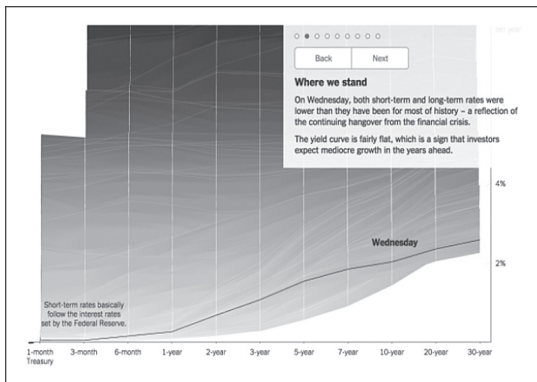 Back Next
Where we stand
On Wednesday, both short-term and long-term rates were
lower than they have been for most of history – a reflection of
the continuing hangover from the financial crisis.
The yield curve is fairly flat, which is a sign that investors
expect mediocre growth in the years ahead.
4%
Wednesday
2%
Short-term rates basically
follow the interest rates
set by the Federal Reserve.
1-month 3-month 6-month 1-year 2-year 3-year 5-year 7-year 10-year 20-year 30-year
Treasury